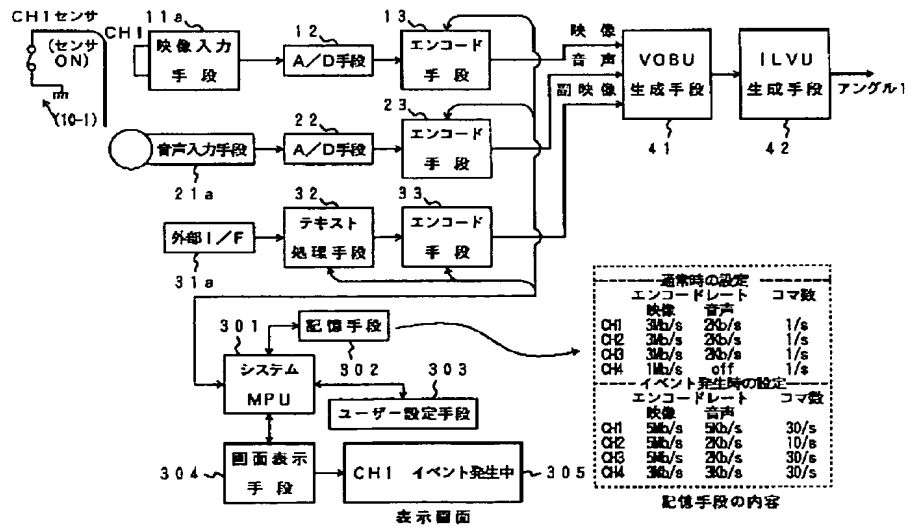 CH1センサ
(センサ
ON)
(10-1)
CH1
11a
映像入力
手段
12
A/D手段
13
エンコード
手段
映像
音声
副映像
VOBU
生成手段
41
ILVU
生成手段
42
アングル1
音声入力手段
21a
22
A/D手段
23
エンコード
手段
外部I/F
31a
32
テキスト
処理手段
33
エンコード
手段
301
システム
MPU
記憶手段
302
303
ユーザー設定手段
304
画面表示
手段
CH1 イベント発生中
305
表示画面
通常時の設定
エンコードレート コマ数
映像 音声
CH1 3Mb/s 2Kb/s 1/s
CH2 3Mb/s 2Kb/s 1/s
CH3 3Mb/s 2Kb/s 1/s
CH4 1Mb/s off 1/s
イベント発生時の設定
エンコードレート コマ数
映像 音声
CH1 5Mb/s 5Kb/s 30/s
CH2 5Mb/s 2Kb/s 10/s
CH3 5Mb/s 2Kb/s 30/s
CH4 3Mb/s 3Kb/s 30/s
記憶手段の内容